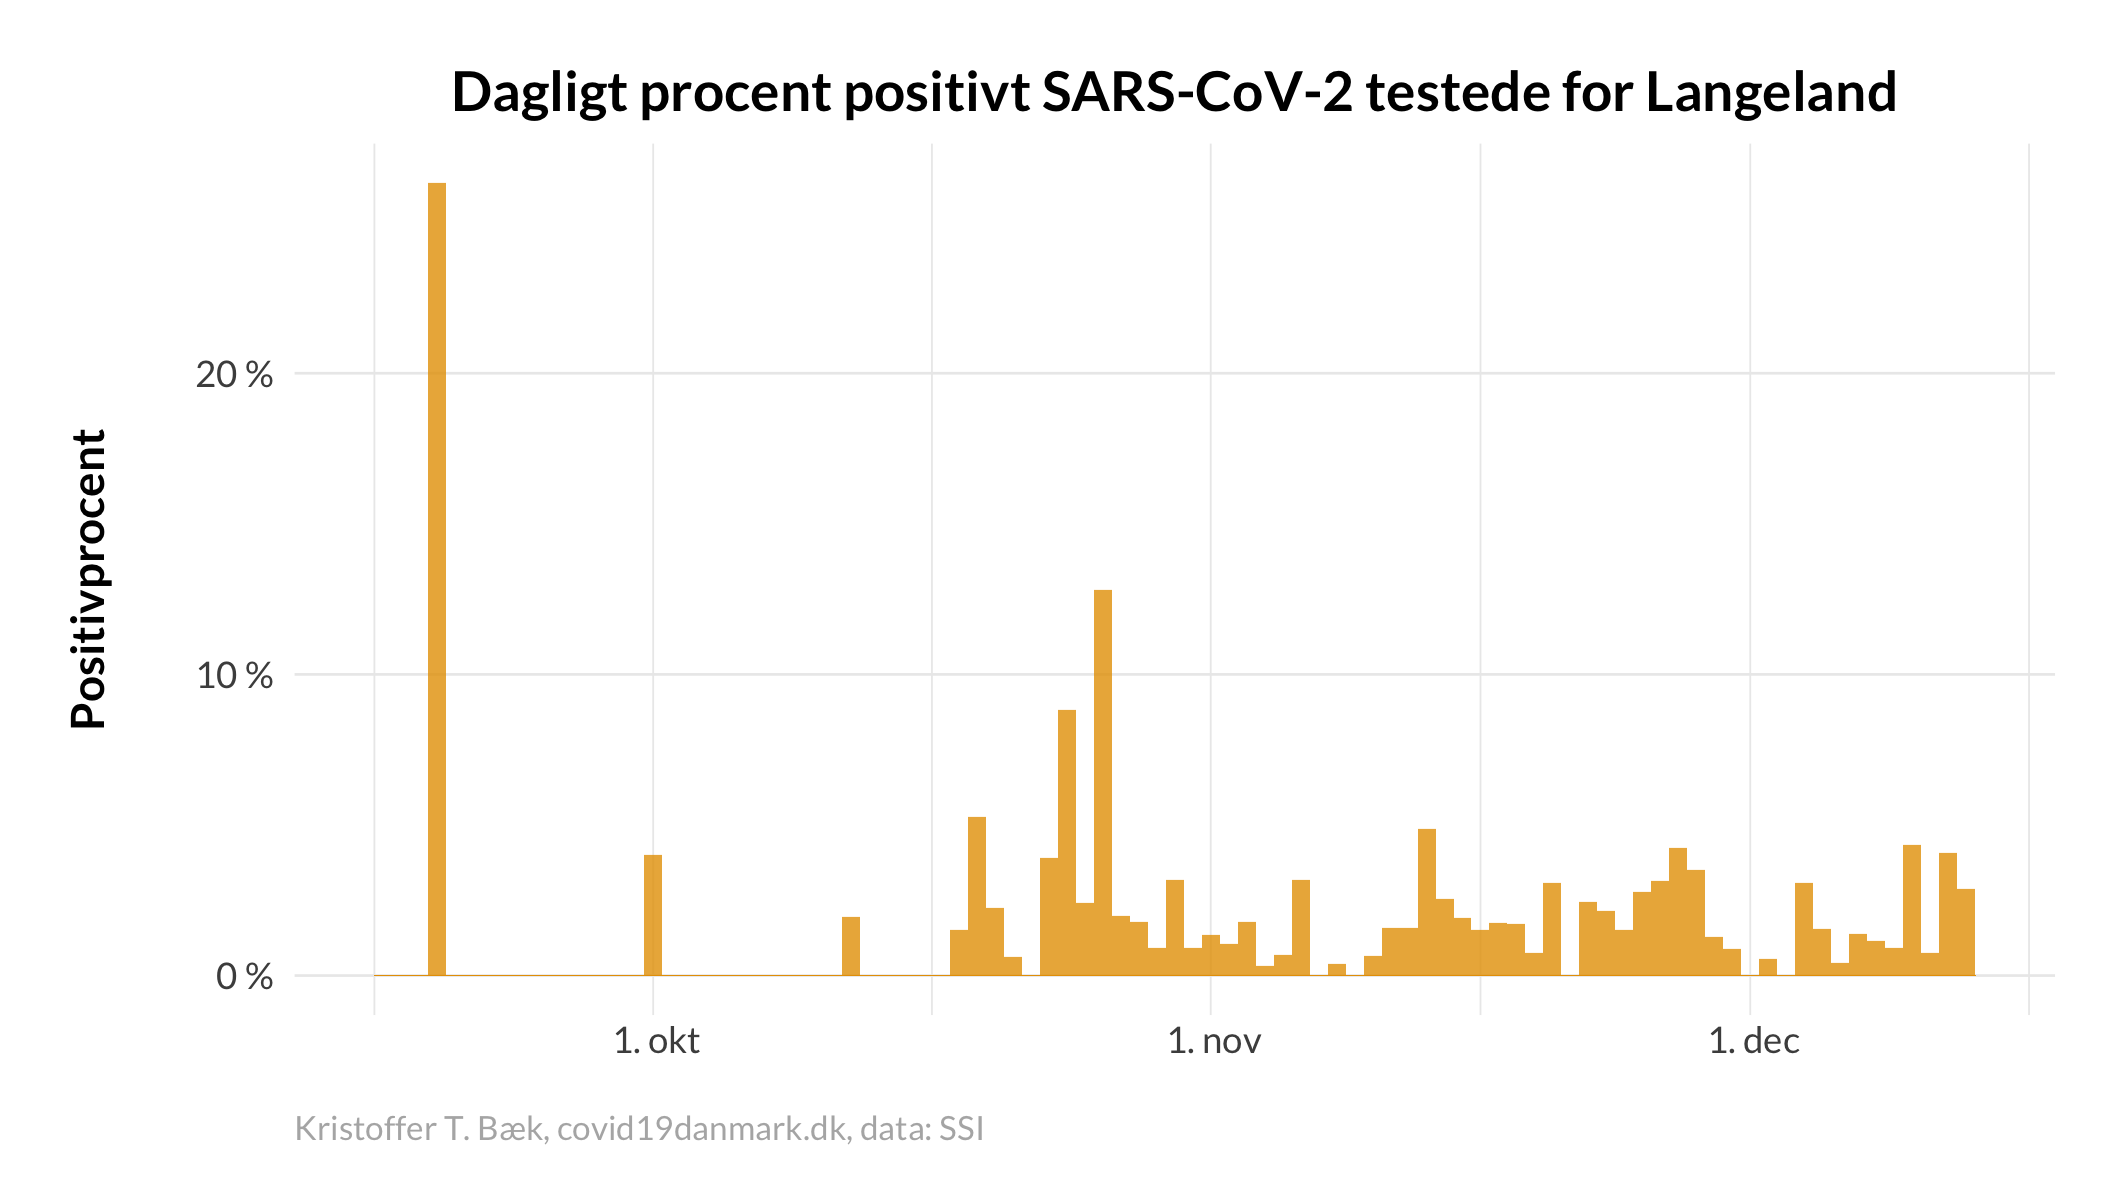 Dagligt procent positivt SARS-CoV-2 testede for Langeland
Positivprocent
20 %
10 %
0 %
1. okt
1. nov
1. dec
Kristoffer T. Bæk, covid19danmark.dk, data: SSI